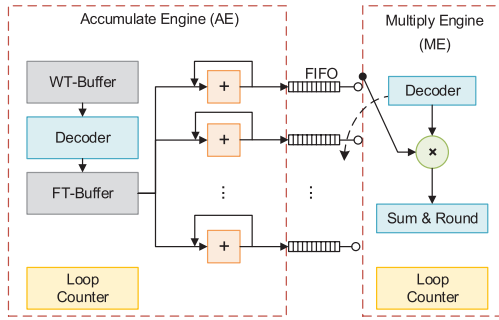 Accumulate Engine (AE)
Multiply Engine
(ME)
WT-Buffer
Decoder
FT-Buffer
Loop
Counter
+
+
⋮
+
FIFO
⋮
Decoder
×
Sum & Round
Loop
Counter